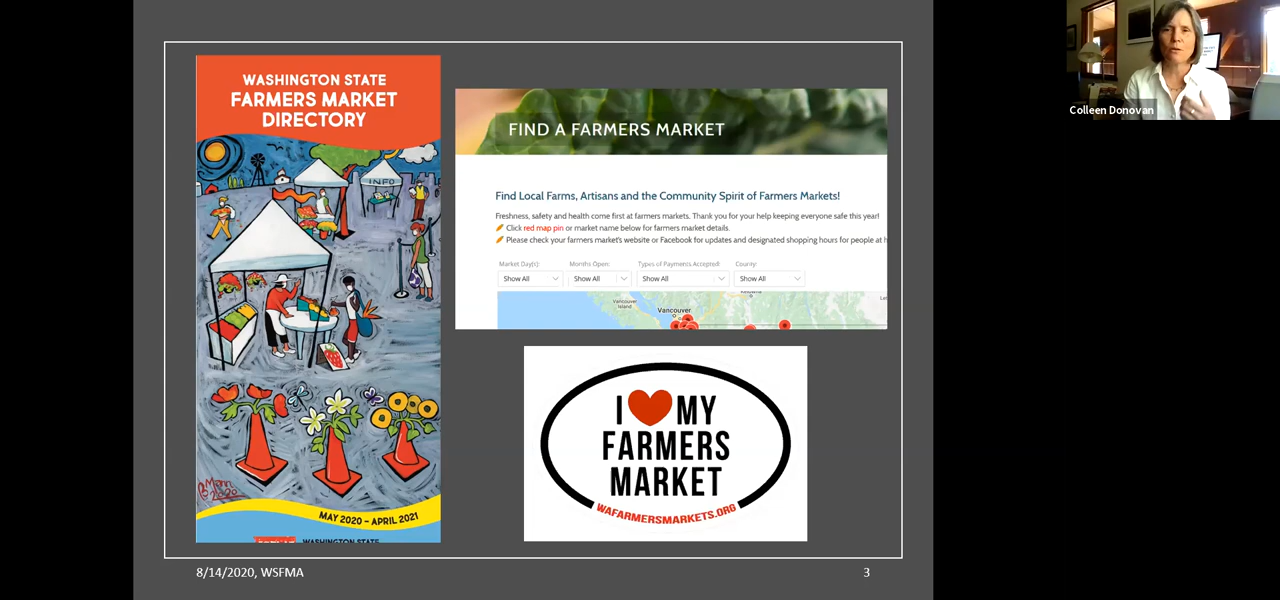 WASHINGTON STATE
FARMERS MARKET
DIRECTORY
INFO
MAY 2020 - APRIL 2021
WASHINGTON STATE
FIND A FARMERS MARKET
Find Local Farms, Artisans and the Community Spirit of Farmers Markets!
Freshness, safety and health come first at farmers markets. Thank you for your help keeping everyone safe this year!
Click red map pin or market name below for farmers market details.
Please check your farmers market's website or Facebook for updates and designated shopping hours for people at h
Market Day(s): Months Open: Types of Payments Accepted: County:
Show All Show All Show All Show All
Vancouver
Island
Vancouver
I MY
FARMERS
MARKET
WAFARMERSMARKETS.ORG
8/14/2020, WSFMA
3
Colleen Donovan